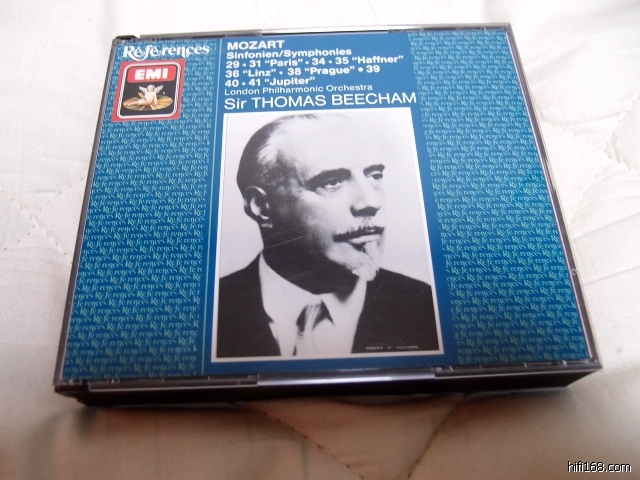 Références
EMI
MOZART
Sinfonien/Symphonies
29 • 31 "Paris" • 34 • 35 "Haffner"
36 "Linz" • 38 "Prague" • 39
40 • 41 "Jupiter"
London Philharmonic Orchestra
Sir THOMAS BEECHAM
hifi168.com